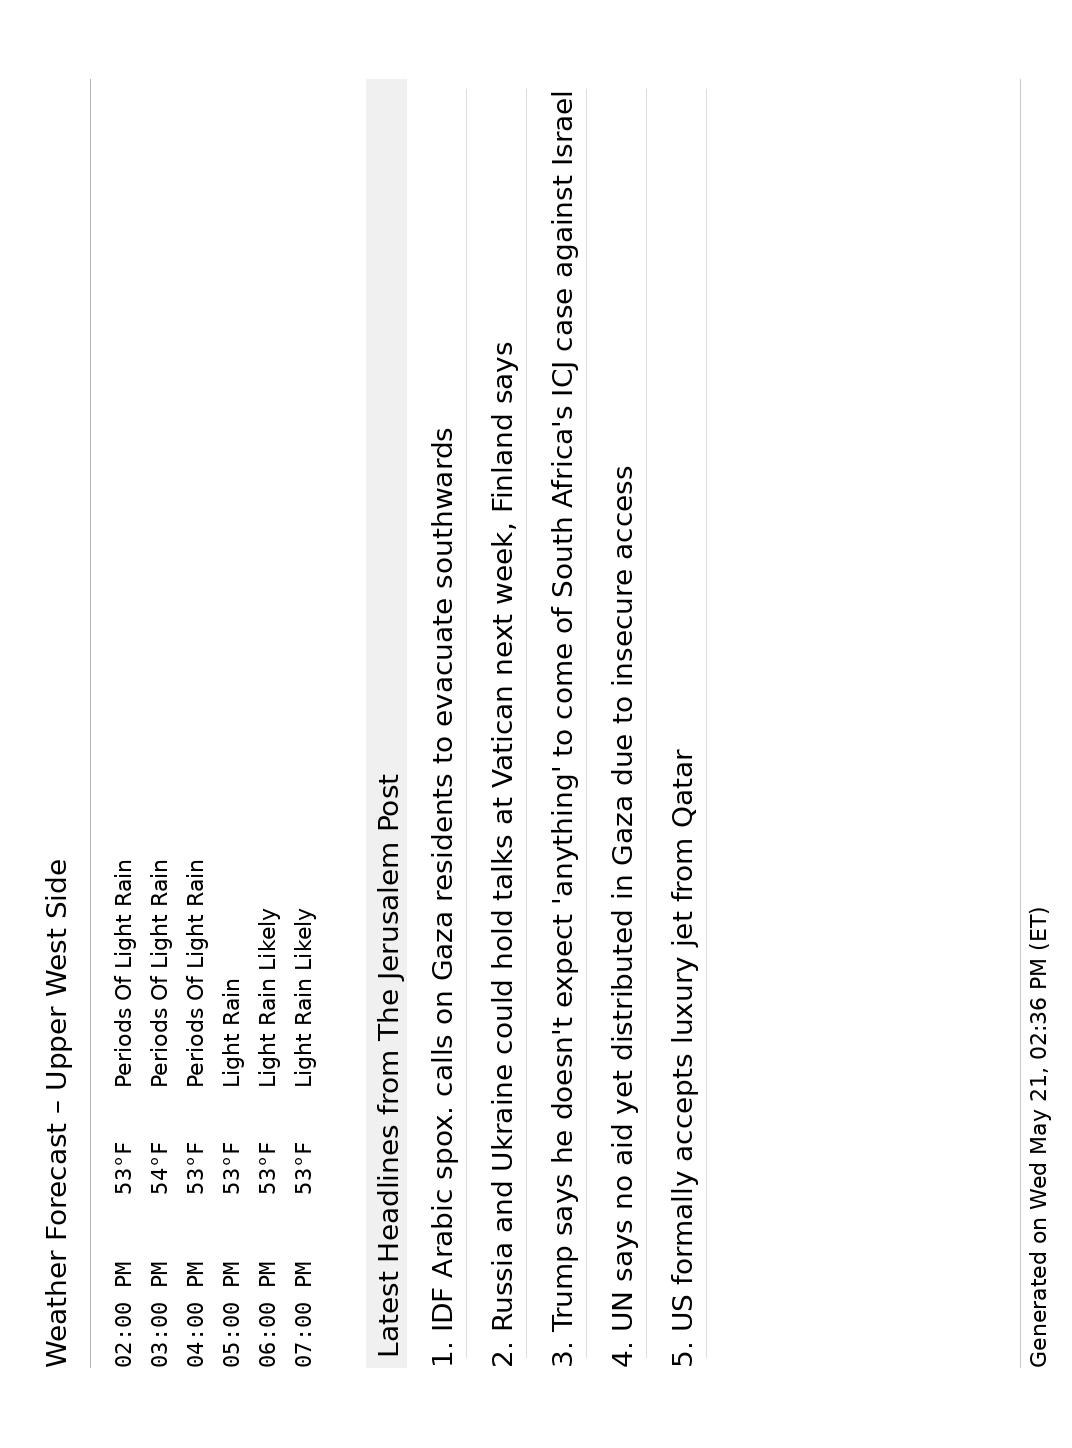 Weather Forecast – Upper West Side
02:00 PM 53°F Periods Of Light Rain
03:00 PM 54°F Periods Of Light Rain
04:00 PM 53°F Periods Of Light Rain
05:00 PM 53°F Light Rain
06:00 PM 53°F Light Rain Likely
07:00 PM 53°F Light Rain Likely
Latest Headlines from The Jerusalem Post
1. IDF Arabic spox. calls on Gaza residents to evacuate southwards
2. Russia and Ukraine could hold talks at Vatican next week, Finland says
3. Trump says he doesn't expect 'anything' to come of South Africa's ICJ case against Israel
4. UN says no aid yet distributed in Gaza due to insecure access
5. US formally accepts luxury jet from Qatar
Generated on Wed May 21, 02:36 PM (ET)